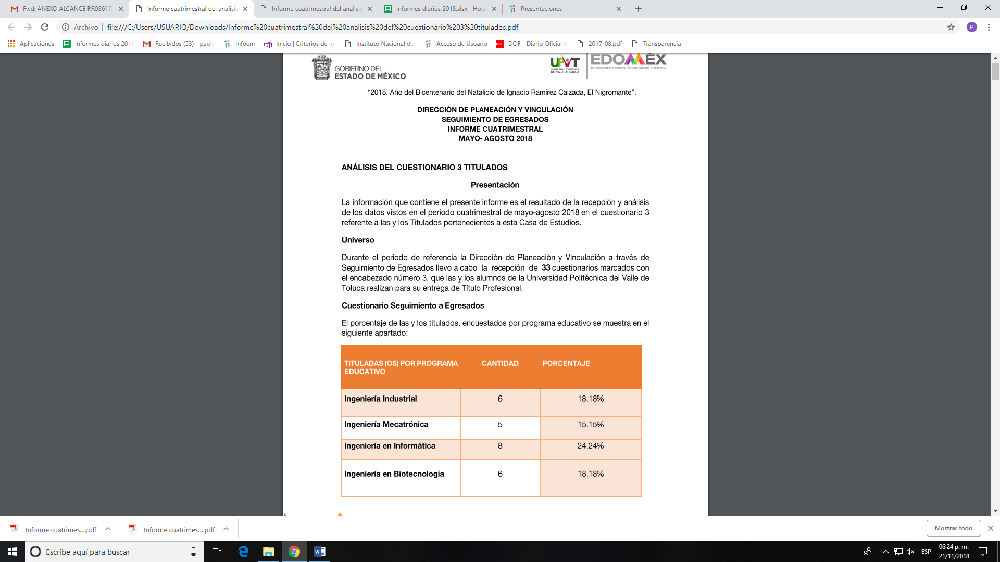 Fwd: ANEXO ALCANCE RR03617
Informe cuatrimestral del analisis
Informe cuatrimestral del analisis
informes diarios 2018.xlsx - Hojas
Presentaciones
Archivo
file:///C:/Users/USUARIO/Downloads/Informe%20cuatrimestral%20del%20analisis%20del%20cuestionario%203%20titulados.pdf
P
Aplicaciones
informes diarios 2018
Recibidos (53) - pauli
Infoem
Inicio | Criterios de In
Instituto Nacional de
Acceso de Usuario
DOF - Diario Oficial d
2017-08.pdf
Transparencia
GOBIERNO DEL
ESTADO DE MÉXICO
UPVT
UNIVERSIDAD POLITÉCNICA
DEL VALLE DE TOLUCA
EDOMÉX
DECISIONES FIRMES, RESULTADOS FUERTES.
“2018. Año del Bicentenario del Natalicio de Ignacio Ramírez Calzada, El Nigromante”.
DIRECCIÓN DE PLANEACIÓN Y VINCULACIÓN
SEGUIMIENTO DE EGRESADOS
INFORME CUATRIMESTRAL
MAYO- AGOSTO 2018
ANÁLISIS DEL CUESTIONARIO 3 TITULADOS
Presentación
La información que contiene el presente informe es el resultado de la recepción y análisis
de los datos vistos en el periodo cuatrimestral de mayo-agosto 2018 en el cuestionario 3
referente a las y los Titulados pertenecientes a esta Casa de Estudios.
Universo
Durante el periodo de referencia la Dirección de Planeación y Vinculación a través de
Seguimiento de Egresados llevo a cabo la recepción de 33 cuestionarios marcados con
el encabezado número 3, que las y los alumnos de la Universidad Politécnica del Valle de
Toluca realizan para su entrega de Título Profesional.
Cuestionario Seguimiento a Egresados
El porcentaje de las y los titulados, encuestados por programa educativo se muestra en el
siguiente apartado:
TITULADAS (OS) POR PROGRAMA EDUCATIVO CANTIDAD PORCENTAJE
Ingeniería Industrial 6 18.18%
Ingeniería Mecatrónica 5 15.15%
Ingeniería en Informática 8 24.24%
Ingeniería en Biotecnología 6 18.18%
Informe cuatrimes....pdf
Informe cuatrimes....pdf
Mostrar todo
Escribe aquí para buscar
ESP
06:24 p. m.
21/11/2018